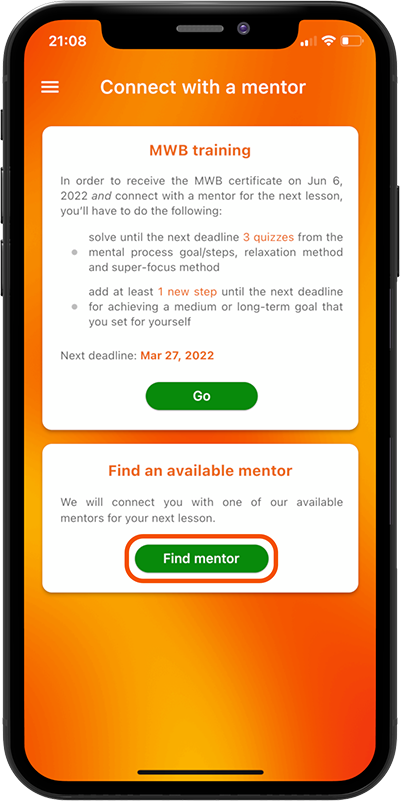 21:08
Connect with a mentor
MWB training
In order to receive the MWB certificate on Jun 6,
2022 and connect with a mentor for the next lesson,
you'll have to do the following:
solve until the next deadline 3 quizzes from the
mental process goal/steps, relaxation method
and super-focus method
add at least 1 new step until the next deadline
for achieving a medium or long-term goal that
you set for yourself
Next deadline: Mar 27, 2022
Go
Find an available mentor
We will connect you with one of our available
mentors for your next lesson.
Find mentor